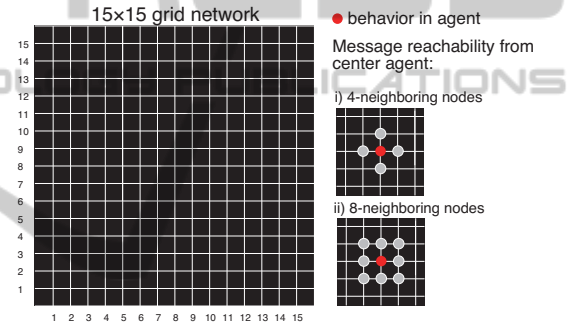 15×15 grid network
15
14
13
12
11
10
9
8
7
6
5
4
3
2
1
1 2 3 4 5 6 7 8 9 10 11 12 13 14 15
behavior in agent
Message reachability from
center agent:
i) 4-neighboring nodes
ii) 8-neighboring nodes